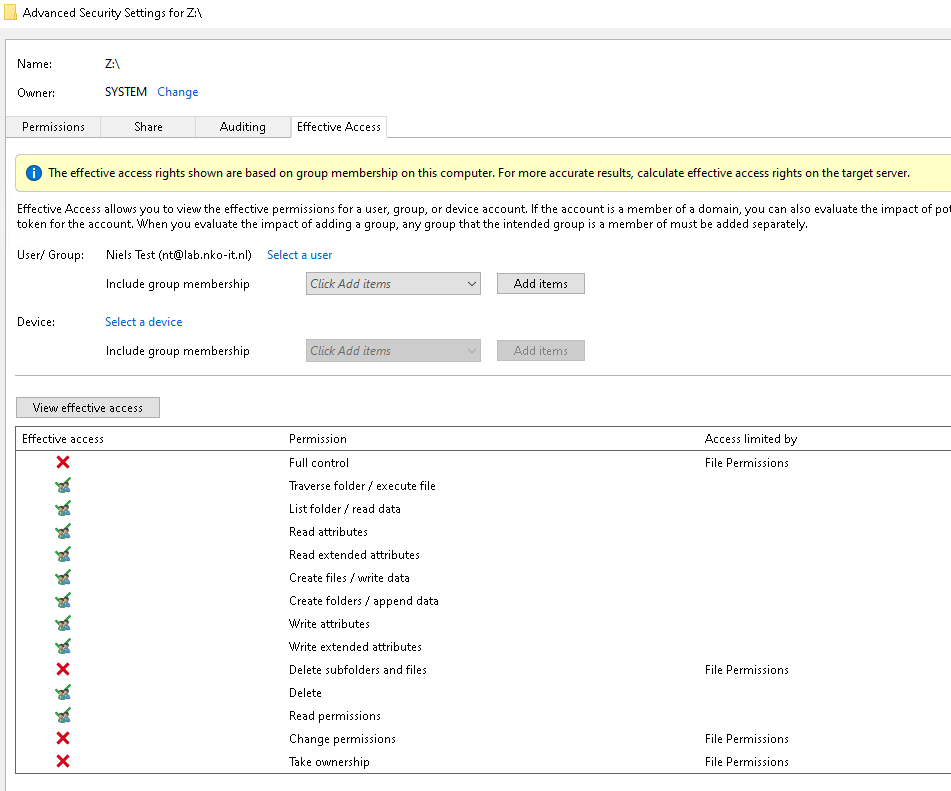 Advanced Security Settings for Z:\
Name: Z:\
Owner: SYSTEM Change
Permissions Share Auditing Effective Access
The effective access rights shown are based on group membership on this computer. For more accurate results, calculate effective access rights on the target server.
Effective Access allows you to view the effective permissions for a user, group, or device account. If the account is a member of a domain, you can also evaluate the impact of pot
token for the account. When you evaluate the impact of adding a group, any group that the intended group is a member of must be added separately.
User/ Group: Niels Test (nt@lab.nko-it.nl) Select a user
Include group membership Click Add items Add items
Device: Select a device
Include group membership Click Add items Add items
View effective access
Effective access Permission Access limited by
Full control File Permissions
Traverse folder / execute file
List folder / read data
Read attributes
Read extended attributes
Create files / write data
Create folders / append data
Write attributes
Write extended attributes
Delete subfolders and files File Permissions
Delete
Read permissions
Change permissions File Permissions
Take ownership File Permissions